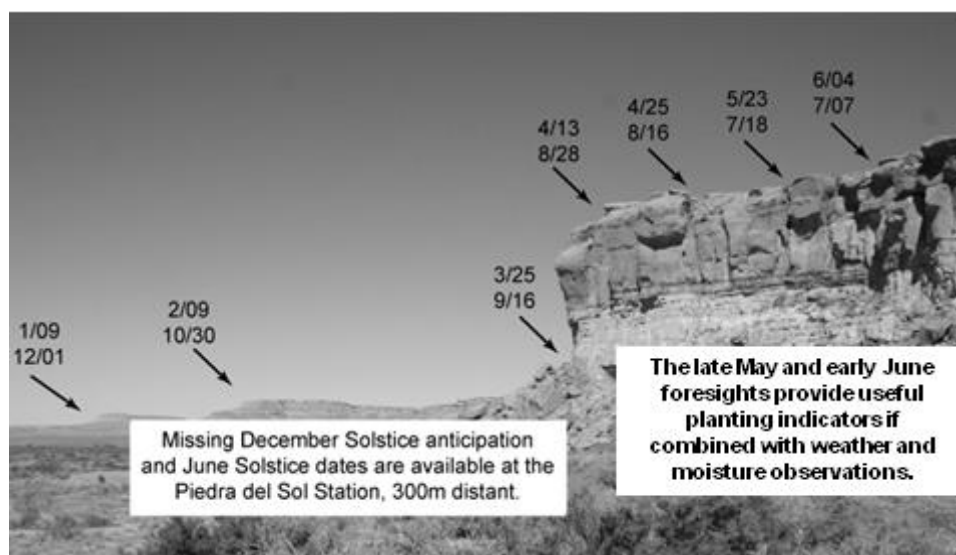 6/04
7/07
5/23
7/18
4/25
8/16
4/13
8/28
3/25
9/16
2/09
10/30
1/09
12/01
The late May and early June
foresights provide useful
planting indicators if
combined with weather and
moisture observations.
Missing December Solstice anticipation
and June Solstice dates are available at the
Piedra del Sol Station, 300m distant.